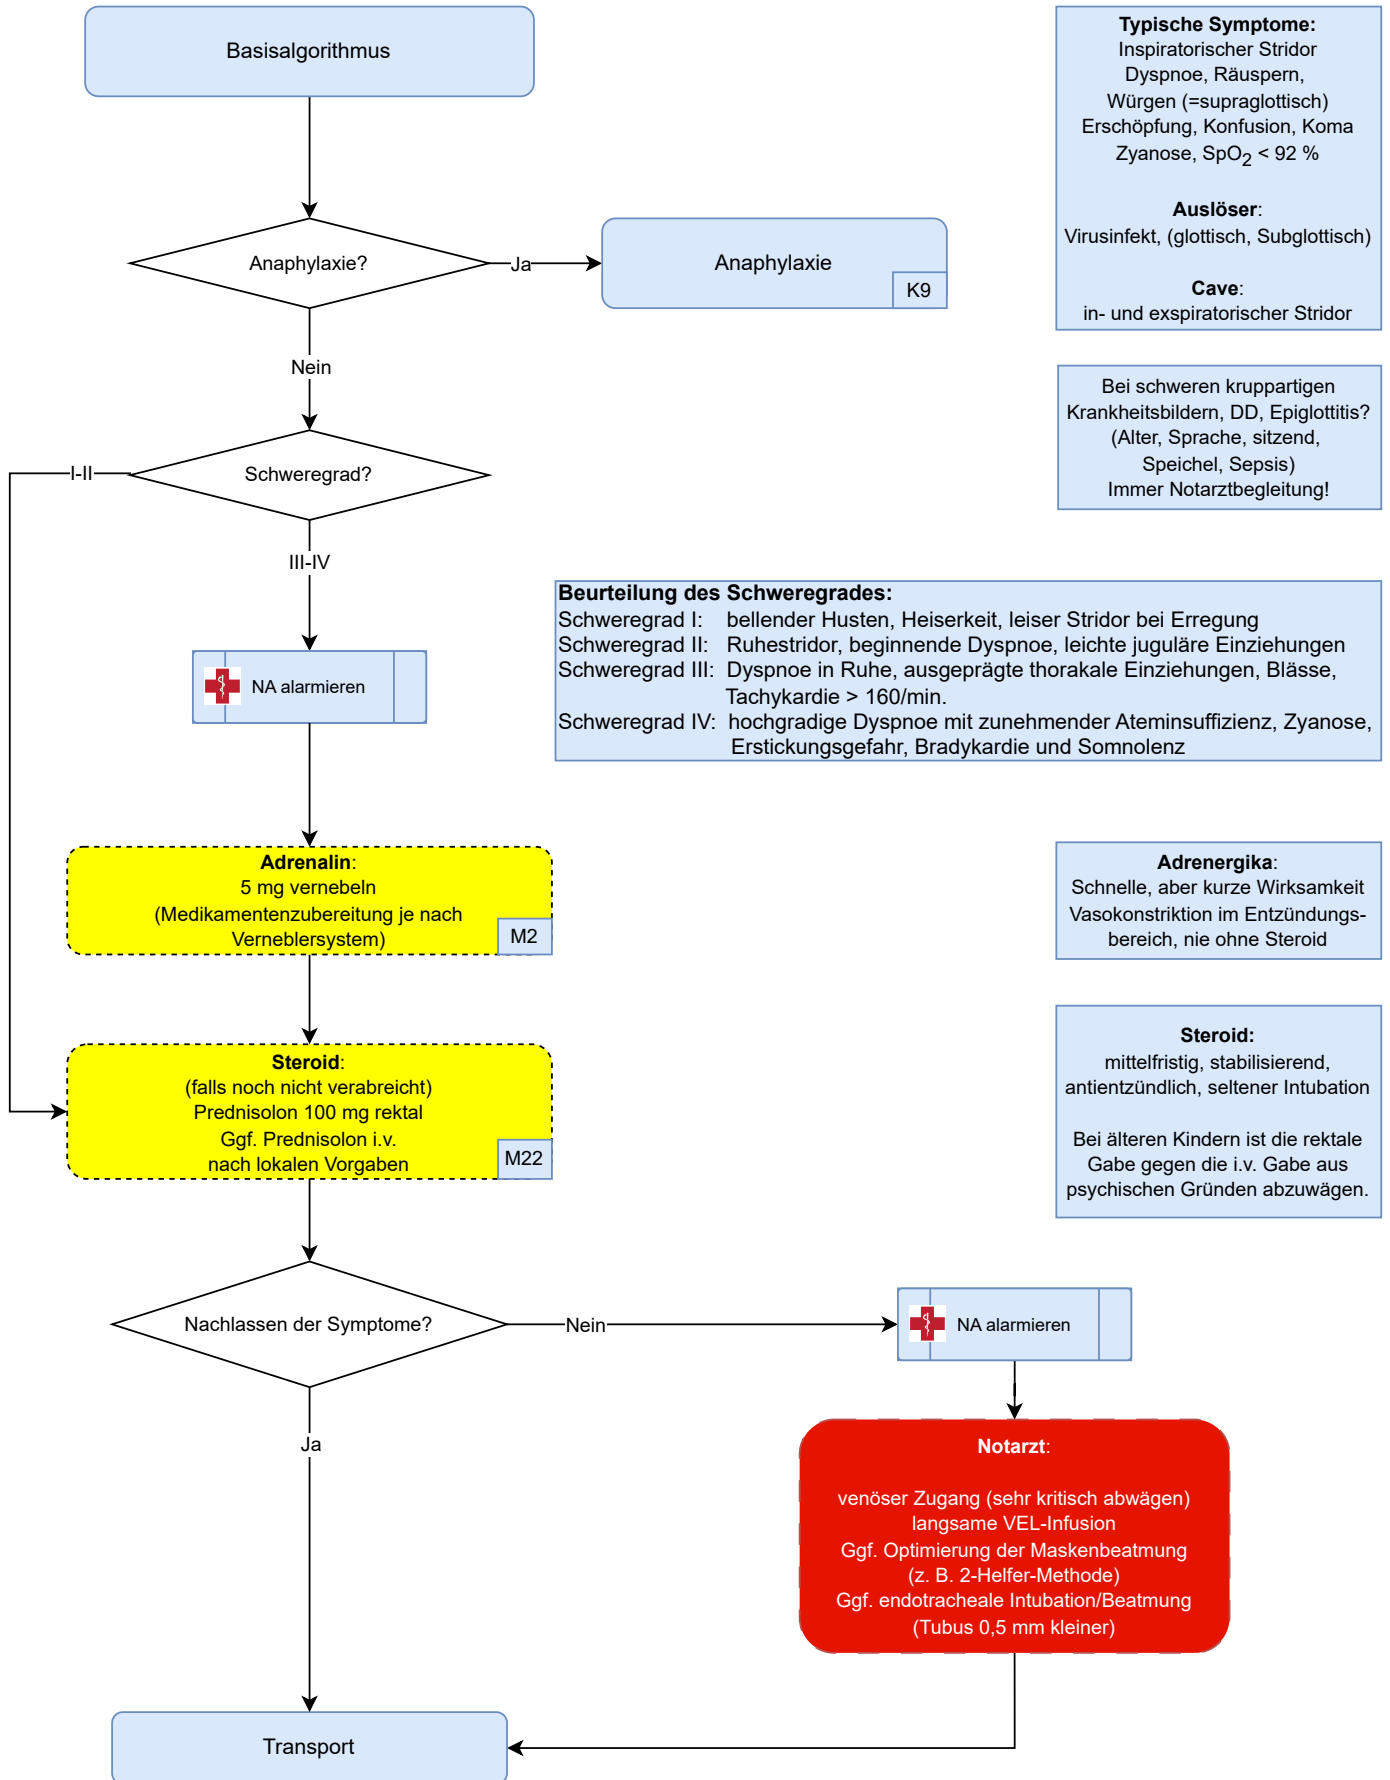 Basisalgorithmus
Typische Symptome:
Inspiratorischer Stridor
Dyspnoe, Räuspern,
Würgen (=supraglottisch)
Erschöpfung, Konfusion, Koma
Zyanose, SpO2 < 92 %
Auslöser:
Virusinfekt, (glottisch, Subglottisch)
Cave:
in- und exspiratorischer Stridor
Anaphylaxie?
Ja
Anaphylaxie
K9
Nein
Bei schweren kruppartigen
Krankheitsbildern, DD, Epiglottitis?
(Alter, Sprache, sitzend,
Speichel, Sepsis)
Immer Notarztbegleitung!
Schweregrad?
I-II
III-IV
Beurteilung des Schweregrades:
Schweregrad I: bellender Husten, Heiserkeit, leiser Stridor bei Erregung
Schweregrad II: Ruhestridor, beginnende Dyspnoe, leichte juguläre Einziehungen
Schweregrad III: Dyspnoe in Ruhe, ausgeprägte thorakale Einziehungen, Blässe,
Tachykardie > 160/min.
Schweregrad IV: hochgradige Dyspnoe mit zunehmender Ateminsuffizienz, Zyanose,
Erstickungsgefahr, Bradykardie und Somnolenz
NA alarmieren
Adrenalin:
5 mg vernebeln
(Medikamentenzubereitung je nach
Verneblersystem)
M2
Adrenergika:
Schnelle, aber kurze Wirksamkeit
Vasokonstriktion im Entzündungs-
bereich, nie ohne Steroid
Steroid:
(falls noch nicht verabreicht)
Prednisolon 100 mg rektal
Ggf. Prednisolon i.v.
nach lokalen Vorgaben
M22
Steroid:
mittelfristig, stabilisierend,
antientzündlich, seltener Intubation
Bei älteren Kindern ist die rektale
Gabe gegen die i.v. Gabe aus
psychischen Gründen abzuwägen.
Nachlassen der Symptome?
Nein
NA alarmieren
Ja
Notarzt:
venöser Zugang (sehr kritisch abwägen)
langsame VEL-Infusion
Ggf. Optimierung der Maskenbeatmung
(z. B. 2-Helfer-Methode)
Ggf. endotracheale Intubation/Beatmung
(Tubus 0,5 mm kleiner)
Transport